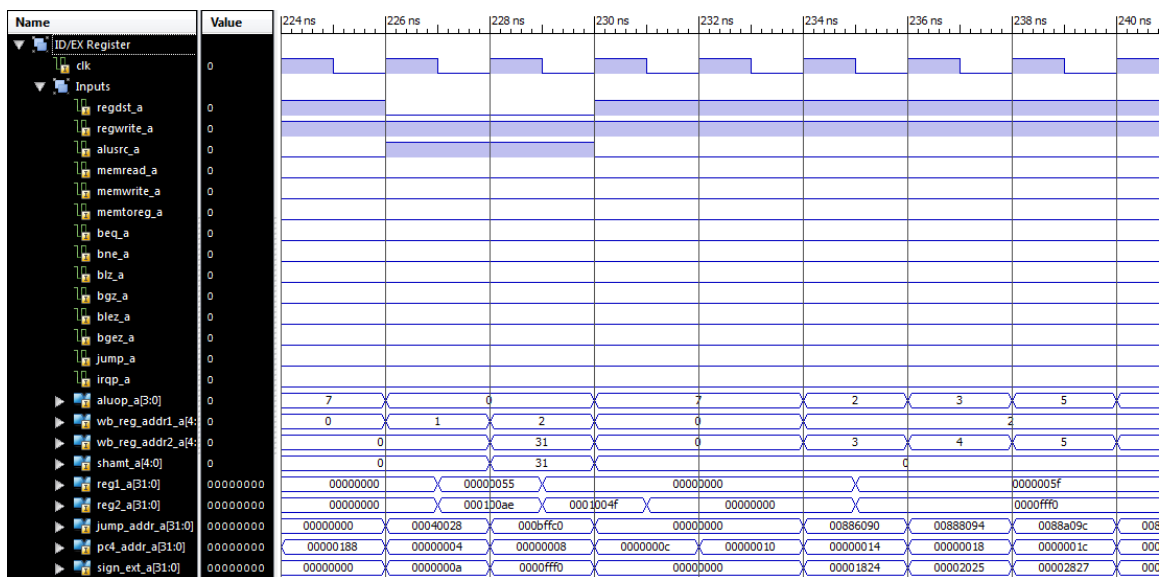 Name Value 224 ns 226 ns 228 ns 230 ns 232 ns 234 ns 236 ns 238 ns 240 ns
ID/EX Register
clk 0
Inputs
regdst_a 0
regwrite_a 0
alusrc_a 0
memread_a 0
memwrite_a 0
memtoreg_a 0
beq_a 0
bne_a 0
blz_a 0
bgz_a 0
blez_a 0
bgez_a 0
jump_a 0
irqp_a 0
aluop_a[3:0] 0 7 0 7 2 3 5
wb_reg_addr1_a[4: 0 0 1 2 0 2
wb_reg_addr2_a[4: 0 0 31 0 3 4 5
shamt_a[4:0] 0 0 31 0
reg1_a[31:0] 00000000 00000000 00000055 00000000 0000005f
reg2_a[31:0] 00000000 00000000 000100ae 0001004f 00000000 0000fff0
jump_addr_a[31:0] 00000000 00000000 00040028 000bffc0 00000000 00886090 00888094 0088a09c 008
pc4_addr_a[31:0] 00000000 00000188 00000004 00000008 0000000c 00000010 00000014 00000018 0000001c 000
sign_ext_a[31:0] 00000000 00000000 0000000a 0000fff0 00000000 00001824 00002025 00002827 000